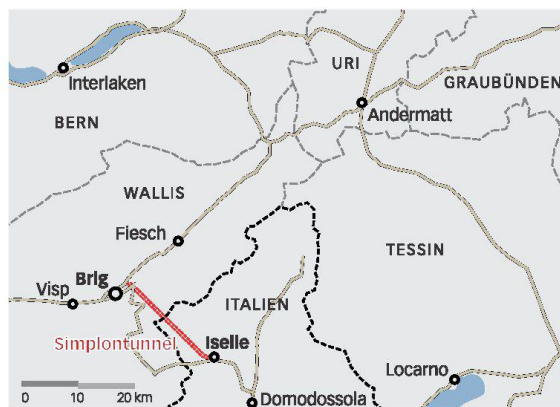 URI
GRAUBÜNDEN
Interlaken
Andermatt
BERN
WALLIS
Fiesch
TESSIN
Brig
Visp
ITALIEN
Simplontunnel
Iselle
Locarno
0 10 20 km
Domodossola